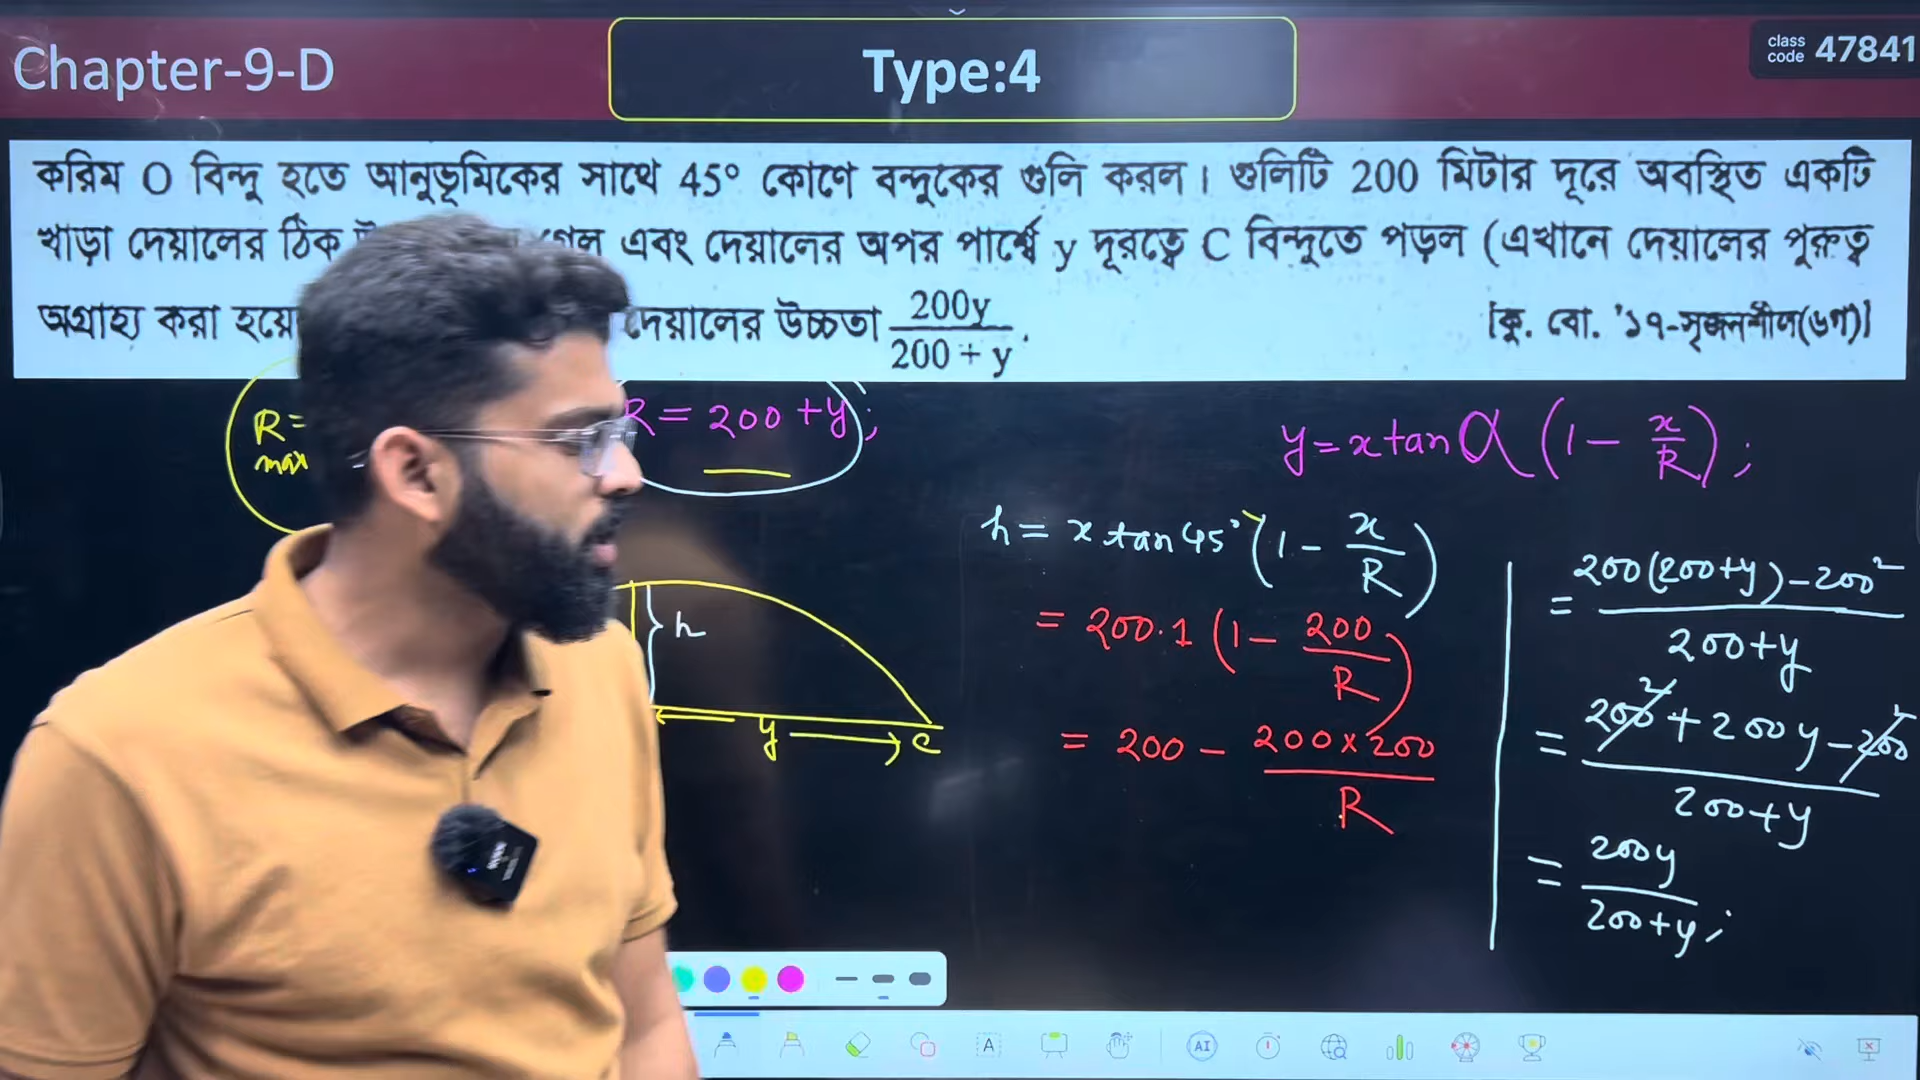 Chapter-9-D
Type:4
class code 47841
করিম O বিন্দু হতে আনুভূমিকের সাথে 45° কোণে বন্দুকের গুলি করল। গুলিটি 200 মিটার দূরে অবস্থিত একটি
খাড়া দেয়ালের ঠিক এবং দেয়ালের অপর পার্শ্বে y দূরত্বে C বিন্দুতে পড়ল (এখানে দেয়ালের পুরুত্ব
অগ্রাহ্য করা দেয়ালের উচ্চতা 200y / 200 + y .
[কু. বো. '১৭-সৃজনশীল(৬গ)]
R =
max
R = 200 + y ;
h
y
c
y = x tan α (1 - x/R) ;
h = x tan 45° (1 - x/R)
= 200.1 (1 - 200/R)
= 200 - 200×200 / R
= 200(200+y) - 200² / 200+y
= 200² + 200y - 200² / 200+y
= 200y / 200+y ;
A
AI